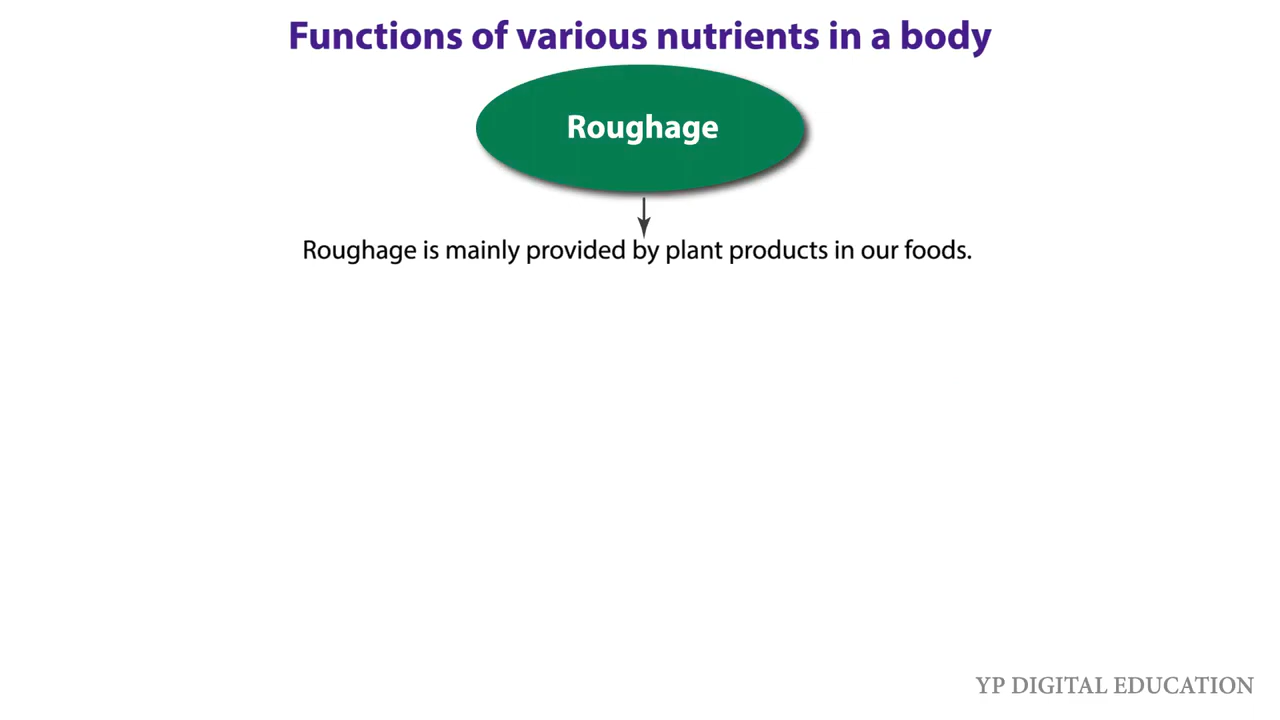 Functions of various nutrients in a body
Roughage
Roughage is mainly provided by plant products in our foods.
YP DIGITAL EDUCATION